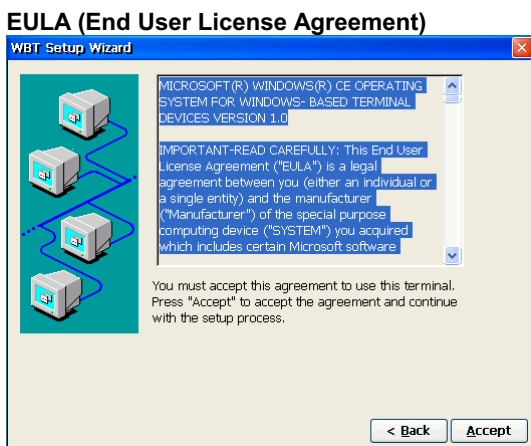 EULA (End User License Agreement)
WBT Setup Wizard
MICROSOFT(R) WINDOWS(R) CE OPERATING
SYSTEM FOR WINDOWS- BASED TERMINAL
DEVICES VERSION 1.0
IMPORTANT-READ CAREFULLY: This End User
License Agreement ("EULA") is a legal
agreement between you (either an individual or
a single entity) and the manufacturer
("Manufacturer") of the special purpose
computing device ("SYSTEM") you acquired
which includes certain Microsoft software
You must accept this agreement to use this terminal.
Press "Accept" to accept the agreement and continue
with the setup process.
< Back Accept